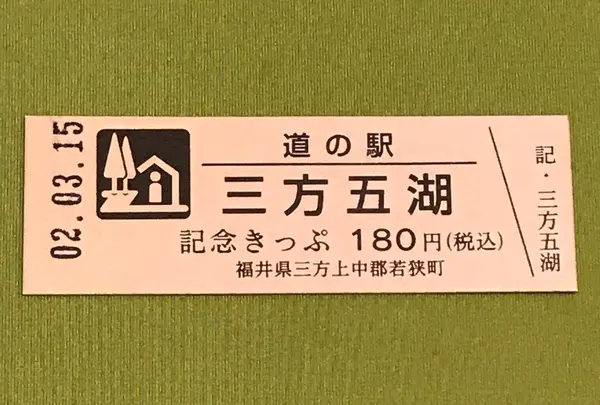 02.03.15
道の駅
三方五湖
記念きっぷ 180円(税込)
福井県三方上中郡若狭町
記・三方五湖